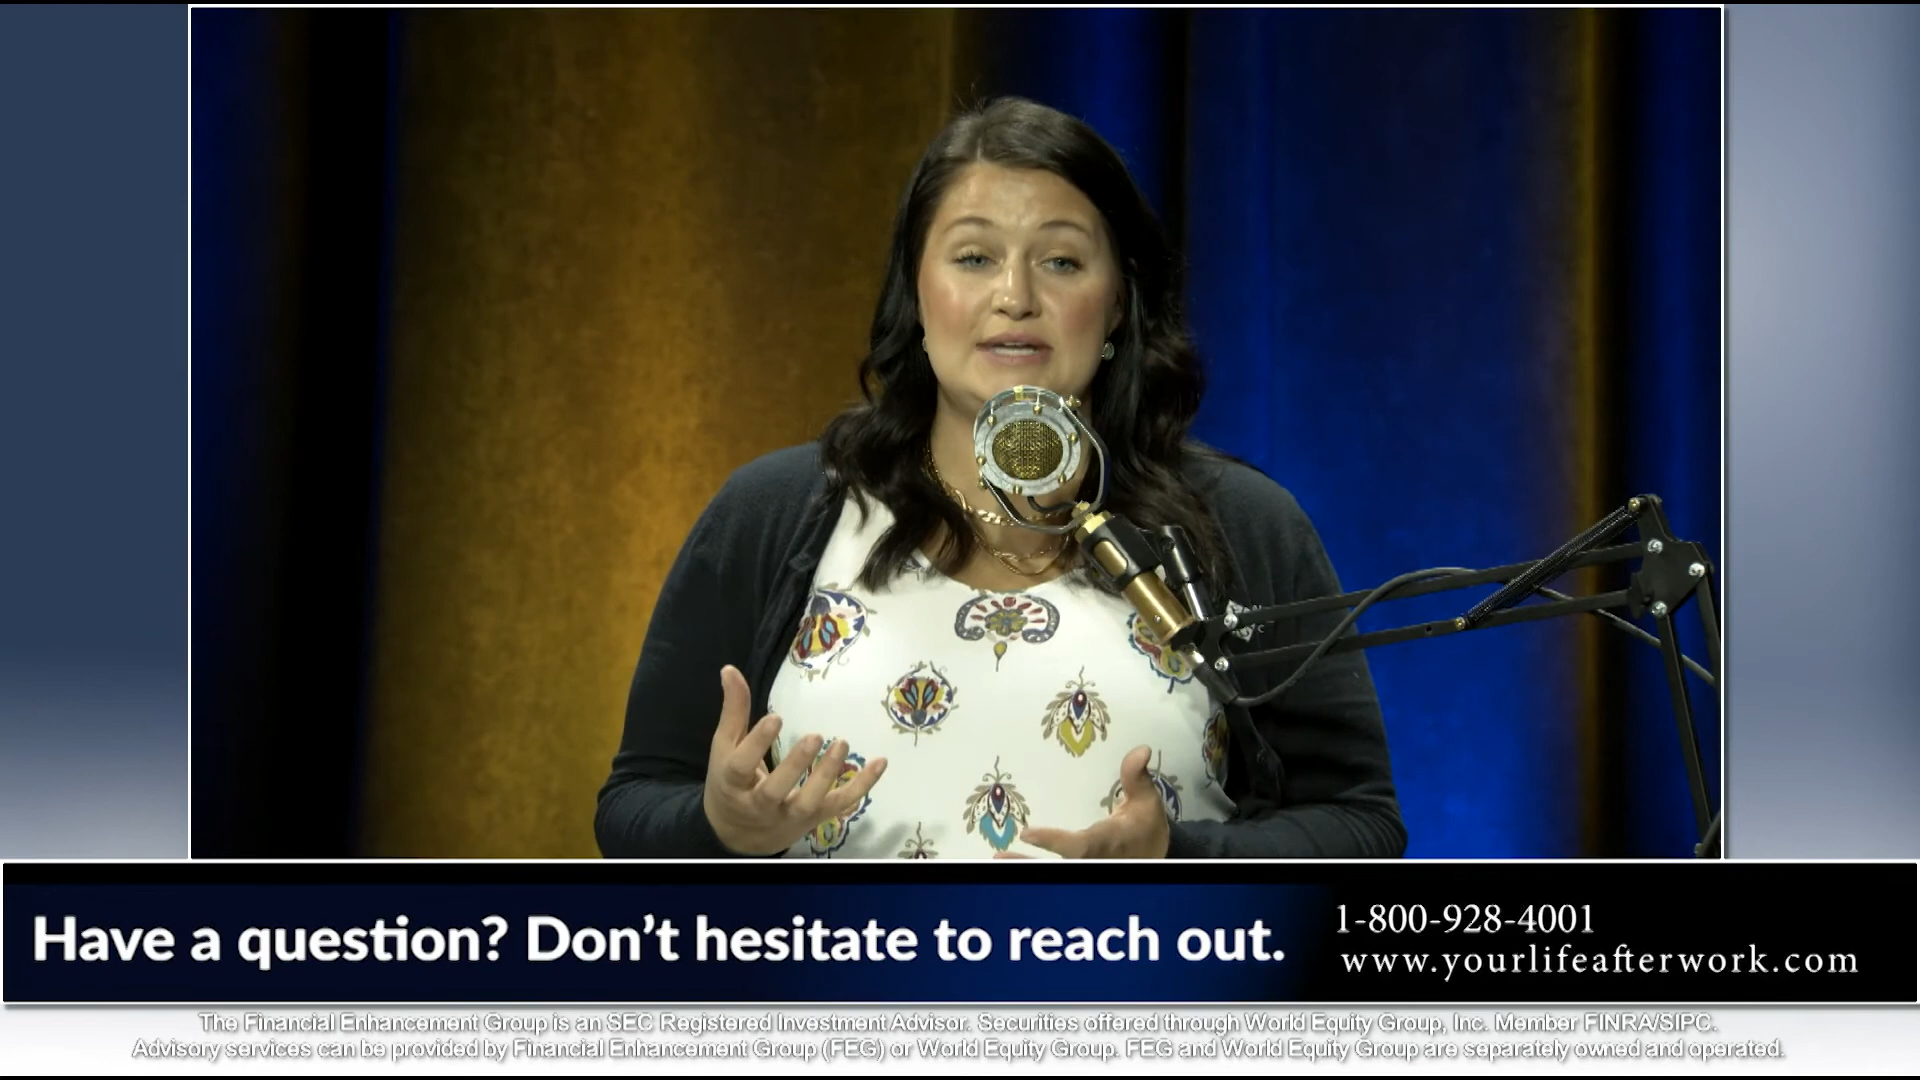 Have a question? Don't hesitate to reach out.
1-800-928-4001
www.yourlifeafterwork.com
The Financial Enhancement Group is an SEC Registered Investment Advisor. Securities offered through World Equity Group, Inc. Member FINRA/SIPC.
Advisory services can be provided by Financial Enhancement Group (FEG) or World Equity Group. FEG and World Equity Group are separately owned and operated.